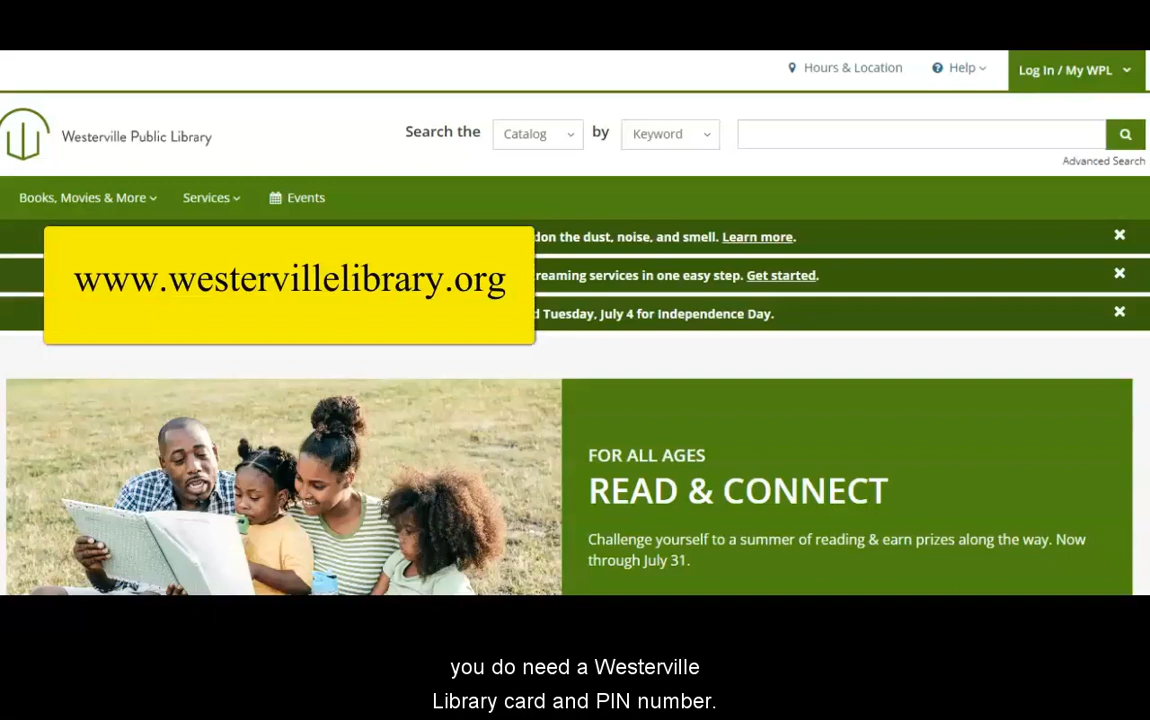 Hours & Location Help Log In / My WPL
Westerville Public Library Search the Catalog by Keyword
Advanced Search
Books, Movies & More Services Events
the dust, noise, and smell. Learn more.
www.westervillelibrary.org
services in one easy step. Get started.
Tuesday, July 4 for Independence Day.
FOR ALL AGES
READ & CONNECT
Challenge yourself to a summer of reading & earn prizes along the way. Now
through July 31.
you do need a Westerville
Library card and PIN number.